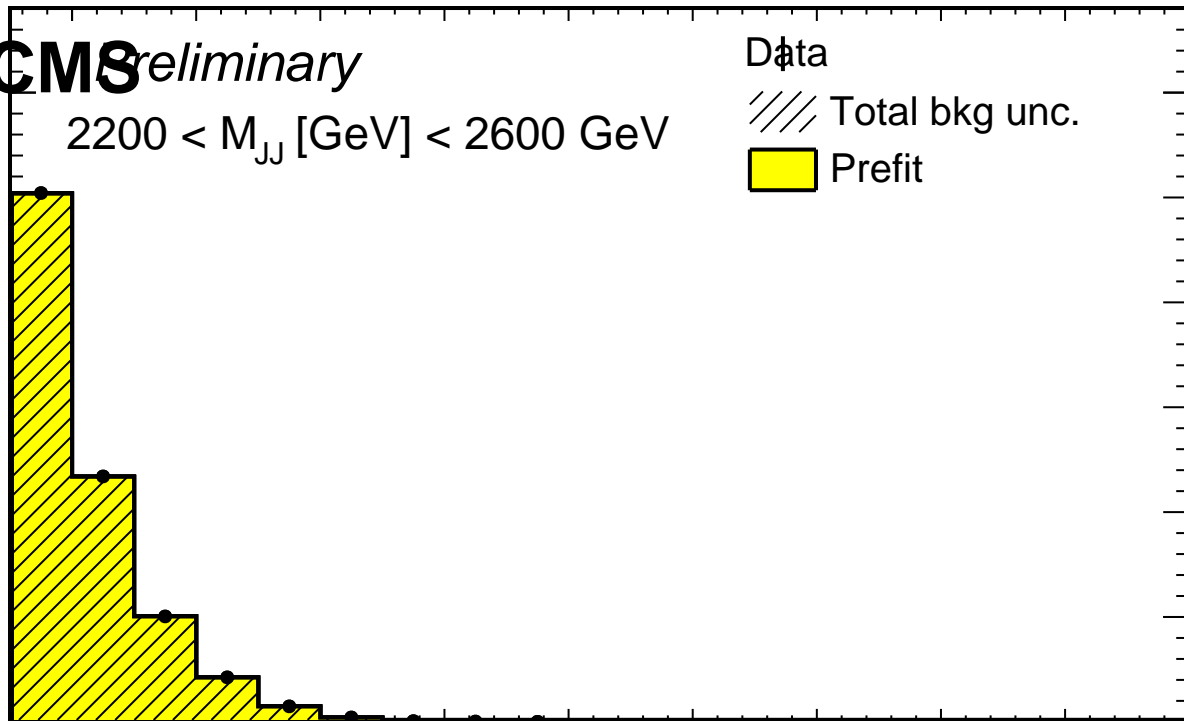 CMS Preliminary
2200 < M_JJ [GeV] < 2600 GeV
Data
Total bkg unc.
Prefit